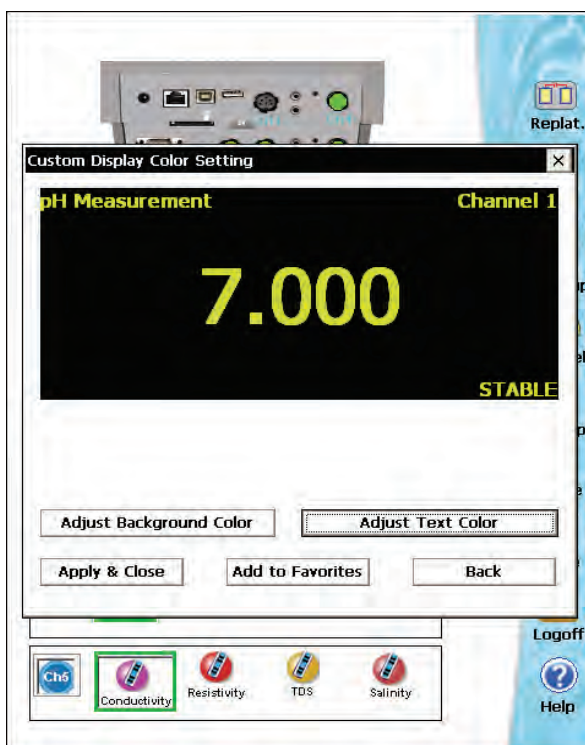 Replat.
Custom Display Color Setting
pH Measurement
Channel 1
7.000
STABLE
Adjust Background Color
Adjust Text Color
Apply & Close
Add to Favorites
Back
Logoff
Ch5
Conductivity
Resistivity
TDS
Salinity
Help